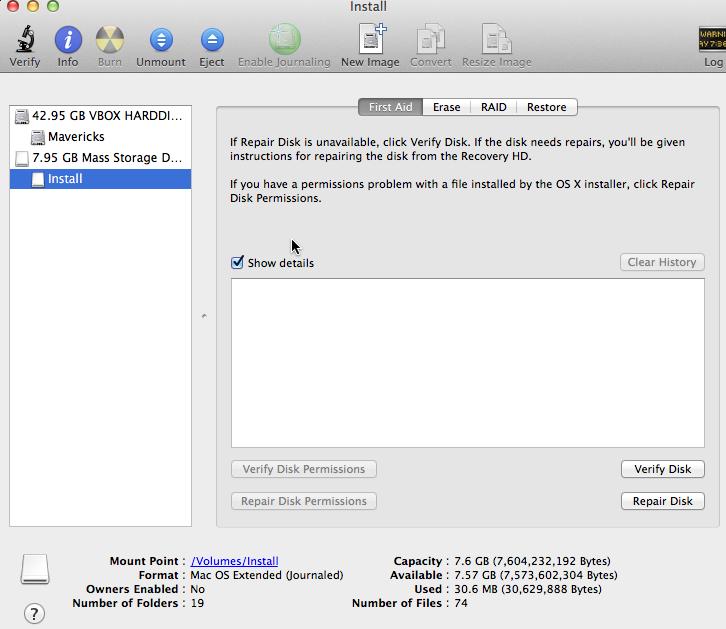 Install
Verify Info Burn Unmount Eject Enable Journaling New Image Convert Resize Image Log
WARNI
AY 7:36
42.95 GB VBOX HARDDI...
Mavericks
7.95 GB Mass Storage D...
Install
First Aid Erase RAID Restore
If Repair Disk is unavailable, click Verify Disk. If the disk needs repairs, you'll be given
instructions for repairing the disk from the Recovery HD.
If you have a permissions problem with a file installed by the OS X installer, click Repair
Disk Permissions.
Show details Clear History
Verify Disk Permissions Verify Disk
Repair Disk Permissions Repair Disk
Mount Point : /Volumes/Install Capacity : 7.6 GB (7,604,232,192 Bytes)
Format : Mac OS Extended (Journaled) Available : 7.57 GB (7,573,602,304 Bytes)
Owners Enabled : No Used : 30.6 MB (30,629,888 Bytes)
Number of Folders : 19 Number of Files : 74
?